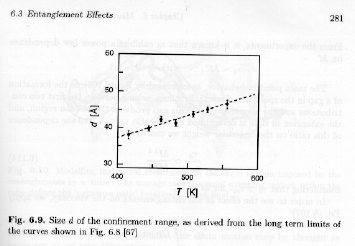 6.3 Entanglement Effects 281
60
50
d [Å]
40
30
400 500 600
T [K]
Fig. 6.9. Size d of the confinement range, as derived from the long term limits of
the curves shown in Fig. 6.8 [67]